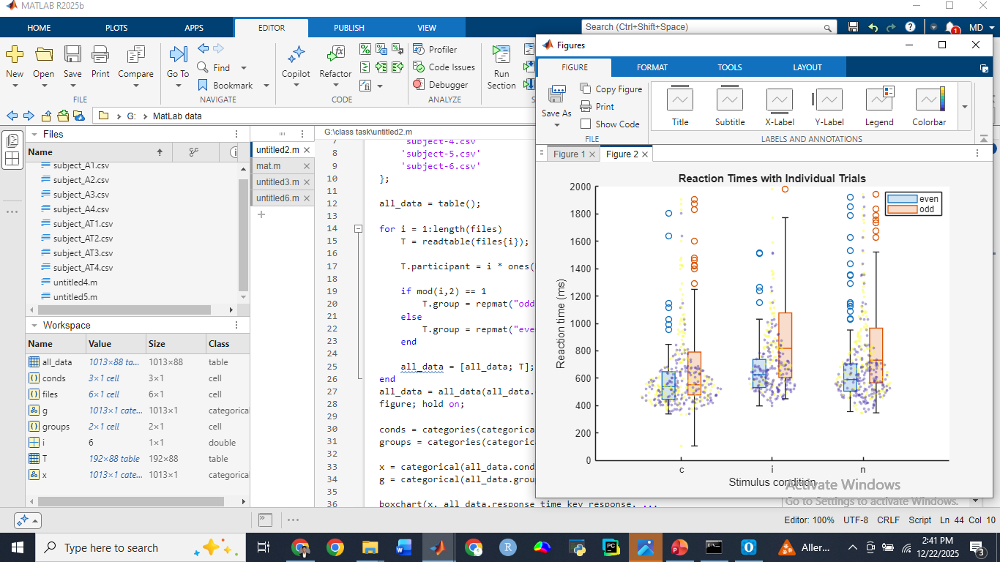 MATLAB R2025b
HOME PLOTS APPS EDITOR PUBLISH VIEW
Search (Ctrl+Shift+Space)
1
MD
New
Open
Save
Print
Compare
FILE
Go To
Find
Bookmark
NAVIGATE
Copilot
Refactor
CODE
Profiler
Code Issues
Debugger
ANALYZE
Run
Section
G: MatLab data
Files
Name
subject_A1.csv
subject_A2.csv
subject_A3.csv
subject_A4.csv
subject_AT1.csv
subject_AT2.csv
subject_AT3.csv
subject_AT4.csv
untitled4.m
untitled5.m
Workspace
Name Value Size Class
all_data 1013×88 ta... 1013×88 table
conds 3×1 cell 3×1 cell
files 6×1 cell 6×1 cell
g 1013×1 cate... 1013×1 categorica
groups 2×1 cell 2×1 cell
i 6 1×1 double
T 192×88 table 192×88 table
x 1013×1 cate... 1013×1 categorica
untitled2.m
mat.m
untitled3.m
untitled6.m
G:\class task\untitled2.m
7 'subject-4.csv'
8 'subject-5.csv'
9 'subject-6.csv'
10 };
11
12 all_data = table();
13
14 for i = 1:length(files)
15 T = readtable(files{i});
16
17 T.participant = i * ones(
18
19 if mod(i,2) == 1
20 T.group = repmat("odd
21 else
22 T.group = repmat("eve
23 end
24
25 all_data = [all_data; T];
26 end
27 all_data = all_data(all_data.
28 figure; hold on;
29
30 conds = categories(categorica
31 groups = categories(categoric
32
33 x = categorical(all_data.cond
34 g = categorical(all_data.grou
35
36 boxchart(x, all_data.response_time_key_response, ...
Figures
FIGURE FORMAT TOOLS LAYOUT
Save As
Copy Figure
Print
Show Code
FILE
Title
Subtitle
X-Label
Y-Label
Legend
Colorbar
LABELS AND ANNOTATIONS
Figure 1
Figure 2
Reaction Times with Individual Trials
even
odd
Reaction time (ms)
2000
1800
1600
1400
1200
1000
800
600
400
200
0
c i n
Stimulus condition
Activate Windows
Go to Settings to activate Windows.
Editor: 100% UTF-8 CRLF Script Ln 44 Col 10
Type here to search
Aller...
2:41 PM
12/22/2025
3